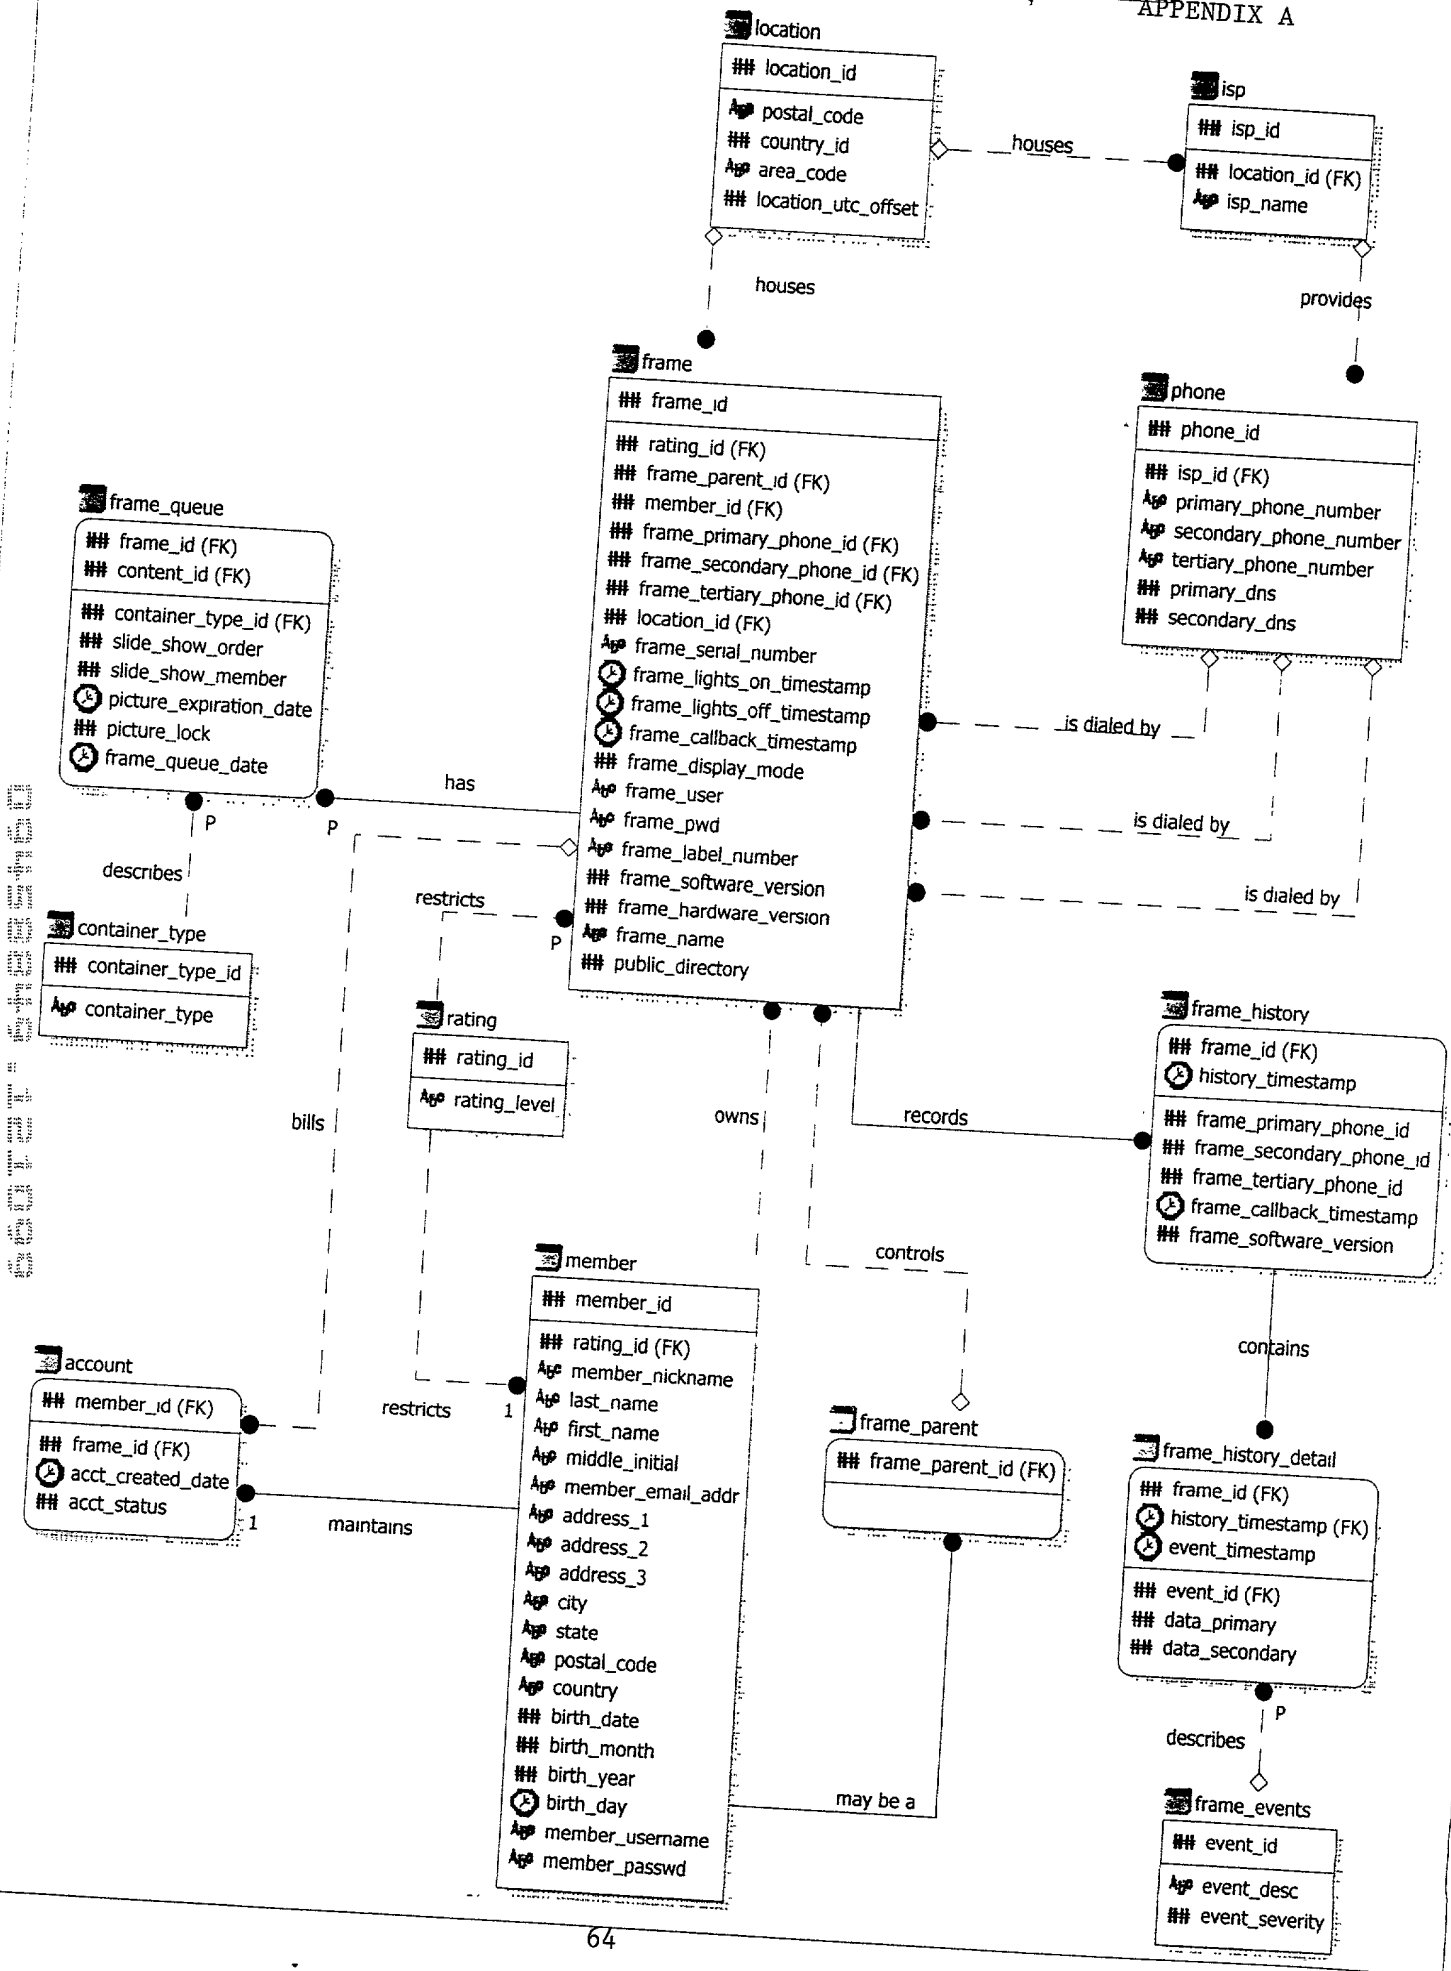 APPENDIX A
location
location_id
postal_code
country_id
area_code
location_utc_offset
houses
isp
isp_id
location_id (FK)
isp_name
houses
provides
frame
frame_id
rating_id (FK)
frame_parent_id (FK)
member_id (FK)
frame_primary_phone_id (FK)
frame_secondary_phone_id (FK)
frame_tertiary_phone_id (FK)
location_id (FK)
frame_serial_number
frame_lights_on_timestamp
frame_lights_off_timestamp
frame_callback_timestamp
frame_display_mode
frame_user
frame_pwd
frame_label_number
frame_software_version
frame_hardware_version
frame_name
public_directory
phone
phone_id
isp_id (FK)
primary_phone_number
secondary_phone_number
tertiary_phone_number
primary_dns
secondary_dns
is dialed by
is dialed by
is dialed by
frame_queue
frame_id (FK)
content_id (FK)
container_type_id (FK)
slide_show_order
slide_show_member
picture_expiration_date
picture_lock
frame_queue_date
has
P
P
describes
container_type
container_type_id
container_type
restricts
P
rating
rating_id
rating_level
bills
owns
records
controls
frame_history
frame_id (FK)
history_timestamp
frame_primary_phone_id
frame_secondary_phone_id
frame_tertiary_phone_id
frame_callback_timestamp
frame_software_version
contains
member
member_id
rating_id (FK)
member_nickname
last_name
first_name
middle_initial
member_email_addr
address_1
address_2
address_3
city
state
postal_code
country
birth_date
birth_month
birth_year
birth_day
member_username
member_passwd
account
member_id (FK)
frame_id (FK)
acct_created_date
acct_status
restricts
1
1
maintains
frame_parent
frame_parent_id (FK)
may be a
frame_history_detail
frame_id (FK)
history_timestamp (FK)
event_timestamp
event_id (FK)
data_primary
data_secondary
P
describes
frame_events
event_id
event_desc
event_severity
64